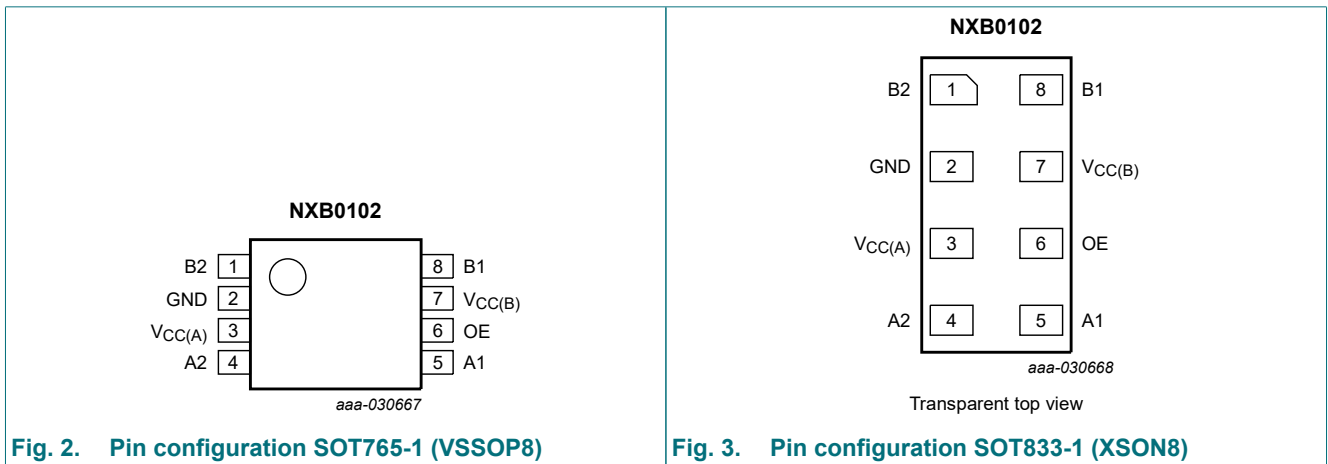 NXB0102
B2 1 8 B1
GND 2 7 VCC(B)
VCC(A) 3 6 OE
A2 4 5 A1
aaa-030667
Fig. 2. Pin configuration SOT765-1 (VSSOP8)
NXB0102
B2 1 8 B1
GND 2 7 VCC(B)
VCC(A) 3 6 OE
A2 4 5 A1
aaa-030668
Transparent top view
Fig. 3. Pin configuration SOT833-1 (XSON8)